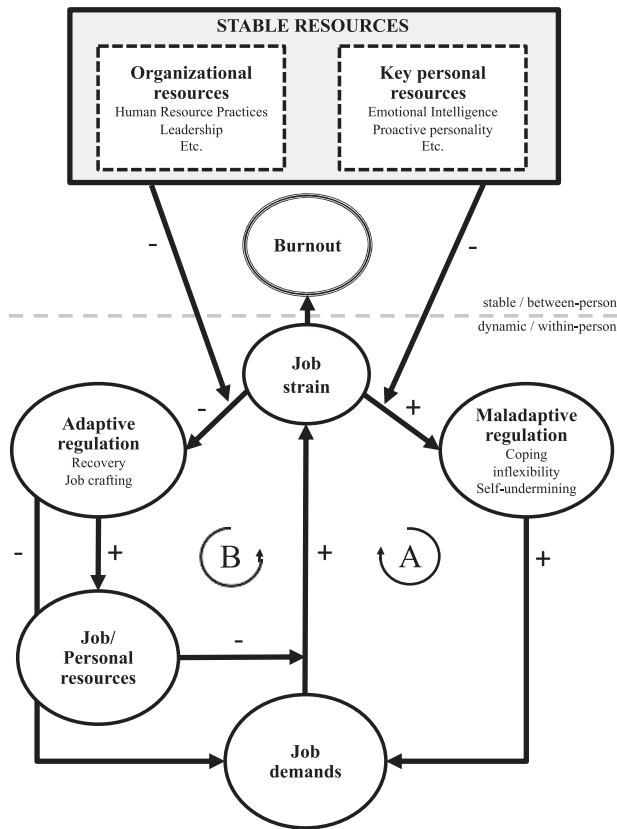 STABLE RESOURCES
Organizational
resources
Human Resource Practices
Leadership
Etc.
Key personal
resources
Emotional Intelligence
Proactive personality
Etc.
-
-
Burnout
stable / between-person
dynamic / within-person
Job
strain
-
+
Adaptive
regulation
Recovery
Job crafting
Maladaptive
regulation
Coping
inflexibility
Self-undermining
-
+
B
+
A
+
Job/
Personal
resources
-
Job
demands